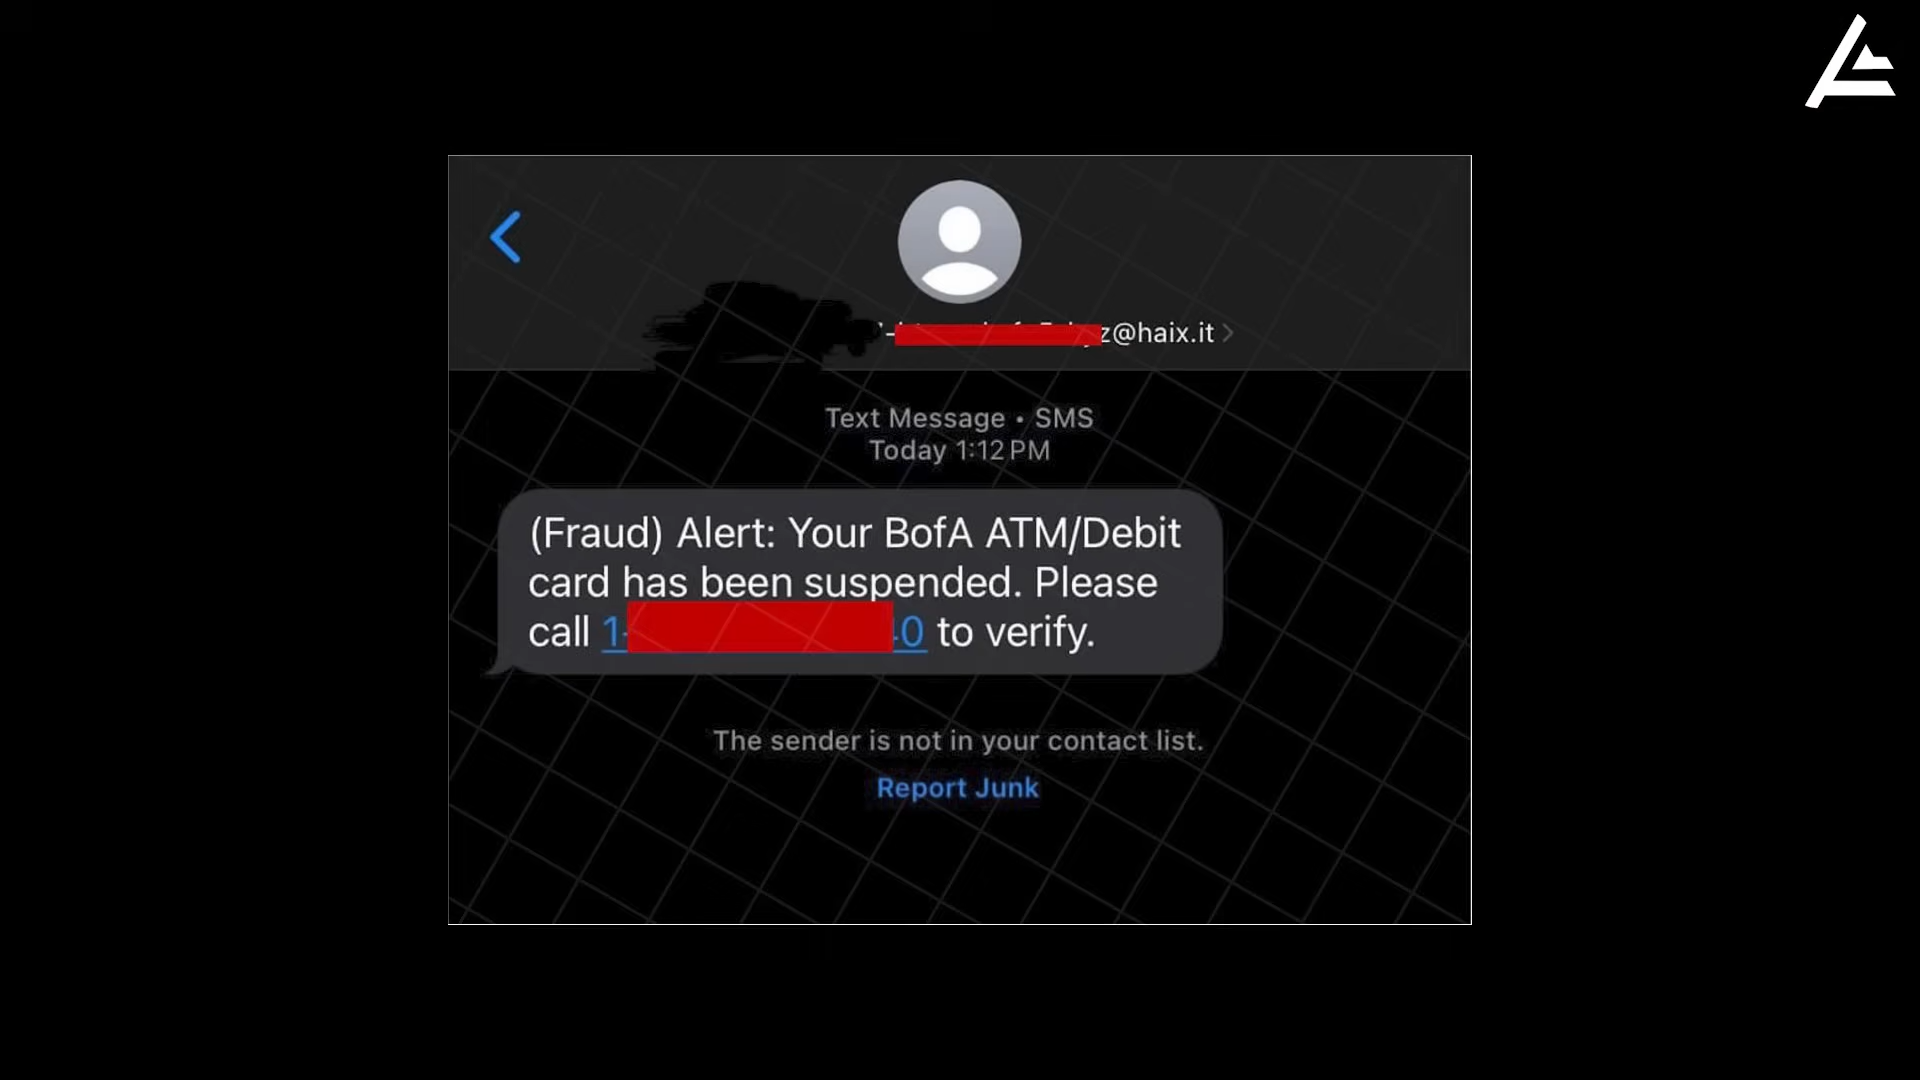 z@haix.it
Text Message • SMS
Today 1:12 PM
(Fraud) Alert: Your BofA ATM/Debit
card has been suspended. Please
call 1-0 to verify.
The sender is not in your contact list.
Report Junk